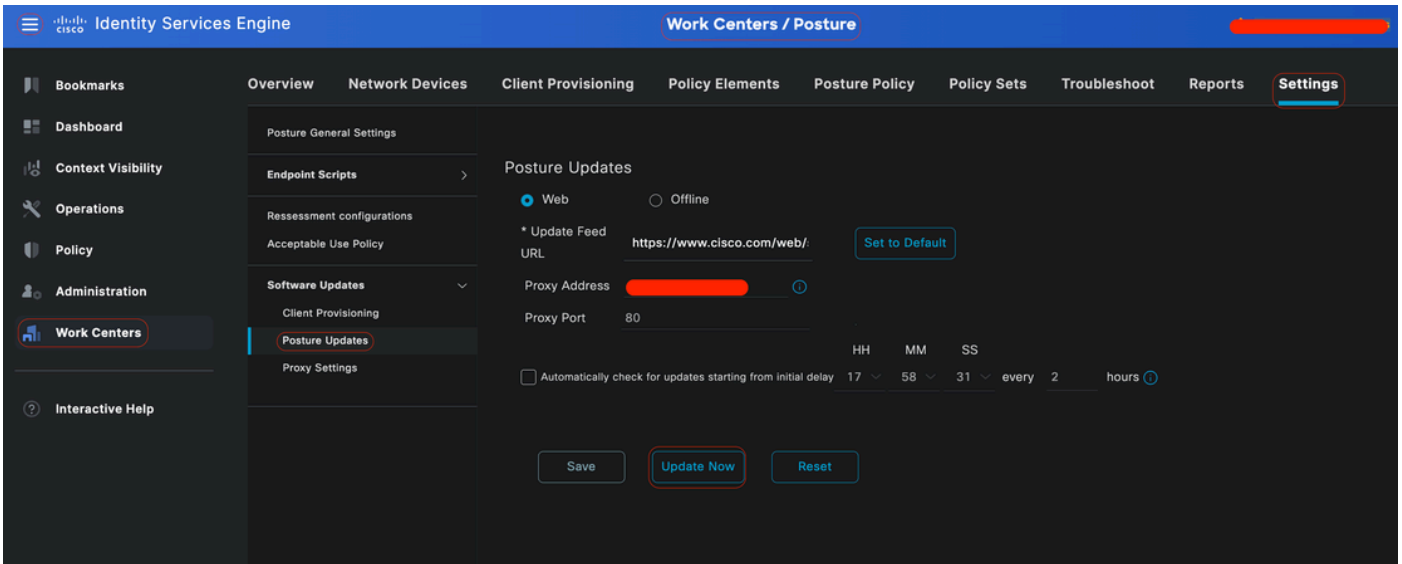 cisco Identity Services Engine
Work Centers / Posture
Bookmarks
Dashboard
Context Visibility
Operations
Policy
Administration
Work Centers
Interactive Help
Overview Network Devices Client Provisioning Policy Elements Posture Policy Policy Sets Troubleshoot Reports Settings
Posture General Settings
Endpoint Scripts
Ressessment configurations
Acceptable Use Policy
Software Updates
Client Provisioning
Posture Updates
Proxy Settings
Posture Updates
Web Offline
* Update Feed
URL
https://www.cisco.com/web/
Set to Default
Proxy Address
Proxy Port 80
HH MM SS
Automatically check for updates starting from initial delay 17 58 31 every 2 hours
Save Update Now Reset